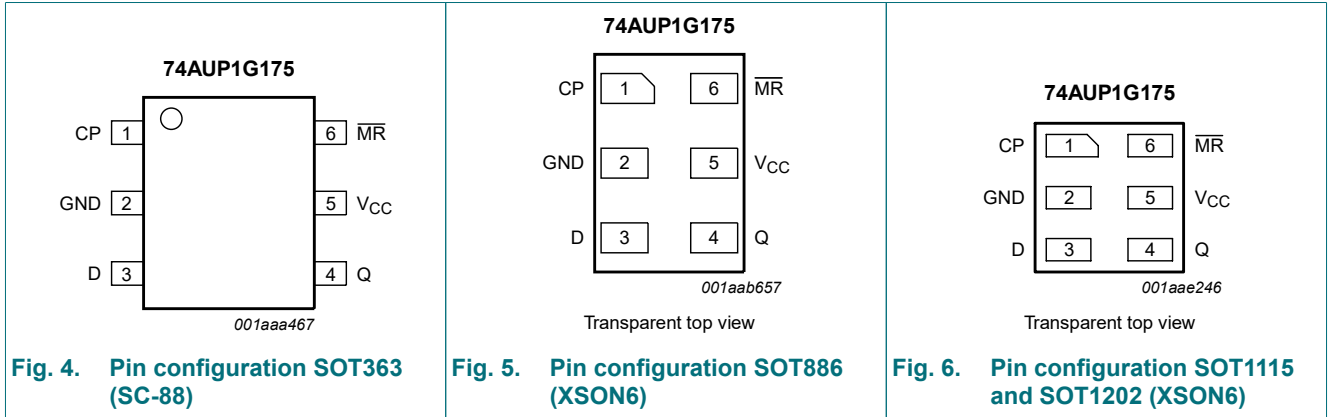 74AUP1G175
CP 1 6 M̅R̅
GND 2 5 VCC
D 3 4 Q
001aaa467
Fig. 4. Pin configuration SOT363
(SC-88)
74AUP1G175
CP 1 6 M̅R̅
GND 2 5 VCC
D 3 4 Q
001aab657
Transparent top view
Fig. 5. Pin configuration SOT886
(XSON6)
74AUP1G175
CP 1 6 M̅R̅
GND 2 5 VCC
D 3 4 Q
001aae246
Transparent top view
Fig. 6. Pin configuration SOT1115
and SOT1202 (XSON6)